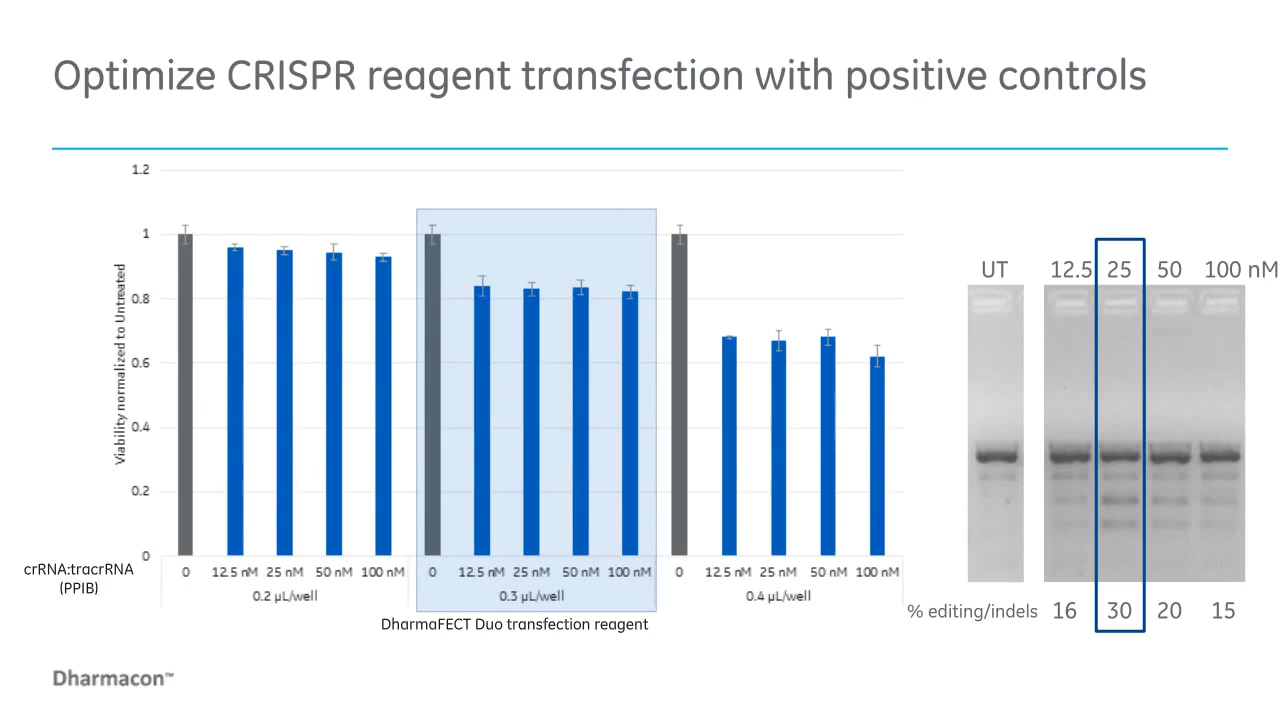 Optimize CRISPR reagent transfection with positive controls
Viability normalized to Untreated
1.2
1
0.8
0.6
0.4
0.2
0
crRNA:tracrRNA
(PPIB)
0 12.5 nM 25 nM 50 nM 100 nM 0 12.5 nM 25 nM 50 nM 100 nM 0 12.5 nM 25 nM 50 nM 100 nM
0.2 µL/well 0.3 µL/well 0.4 µL/well
DharmaFECT Duo transfection reagent
UT 12.5 25 50 100 nM
% editing/indels 16 30 20 15
Dharmacon™